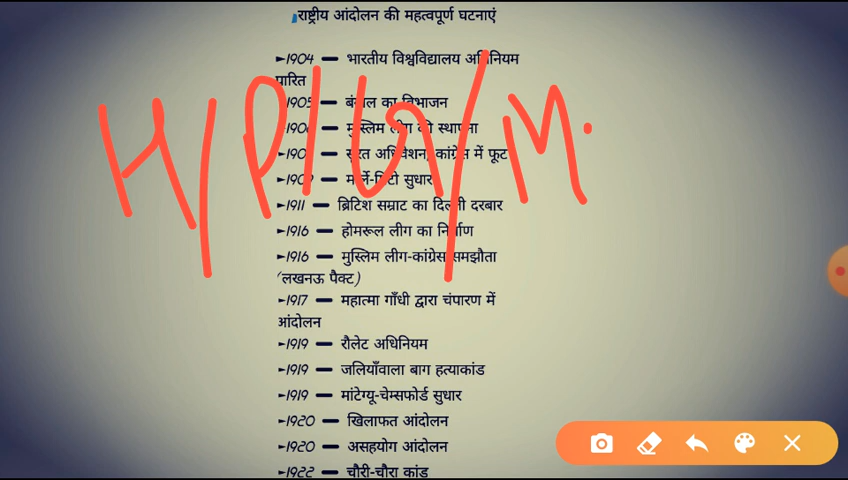 राष्ट्रीय आंदोलन की महत्वपूर्ण घटनाएं
►1904 — भारतीय विश्वविद्यालय अधिनियम
पारित
1905 — बंगाल का विभाजन
1906 — मुस्लिम लीग की स्थापना
►1907 — सूरत अधिवेशन, कांग्रेस में फूट
►1909 — मार्ले-मिंटो सुधार
►1911 — ब्रिटिश सम्राट का दिल्ली दरबार
►1916 — होमरूल लीग का निर्माण
►1916 — मुस्लिम लीग-कांग्रेस समझौता
(लखनऊ पैक्ट)
►1917 — महात्मा गाँधी द्वारा चंपारण में
आंदोलन
►1919 — रौलेट अधिनियम
►1919 — जलियाँवाला बाग हत्याकांड
►1919 — मांटेग्यू-चेम्सफोर्ड सुधार
►1920 — खिलाफत आंदोलन
►1920 — असहयोग आंदोलन
►1922 — चौरी-चौरा कांड